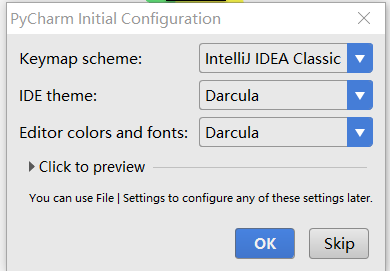 PyCharm Initial Configuration
Keymap scheme: IntelliJ IDEA Classic
IDE theme: Darcula
Editor colors and fonts: Darcula
Click to preview
You can use File | Settings to configure any of these settings later.
OK Skip